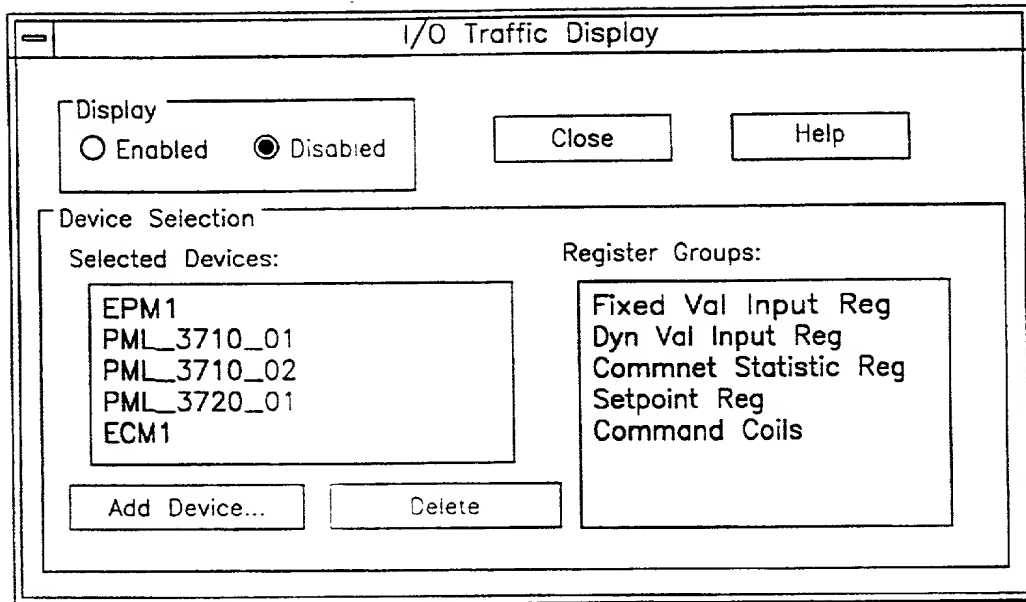 I/O Traffic Display
Display
Enabled Disabled
Close
Help
Device Selection
Selected Devices:
EPM1
PML_3710_01
PML_3710_02
PML_3720_01
ECM1
Add Device...
Delete
Register Groups:
Fixed Val Input Reg
Dyn Val Input Reg
Commnet Statistic Reg
Setpoint Reg
Command Coils